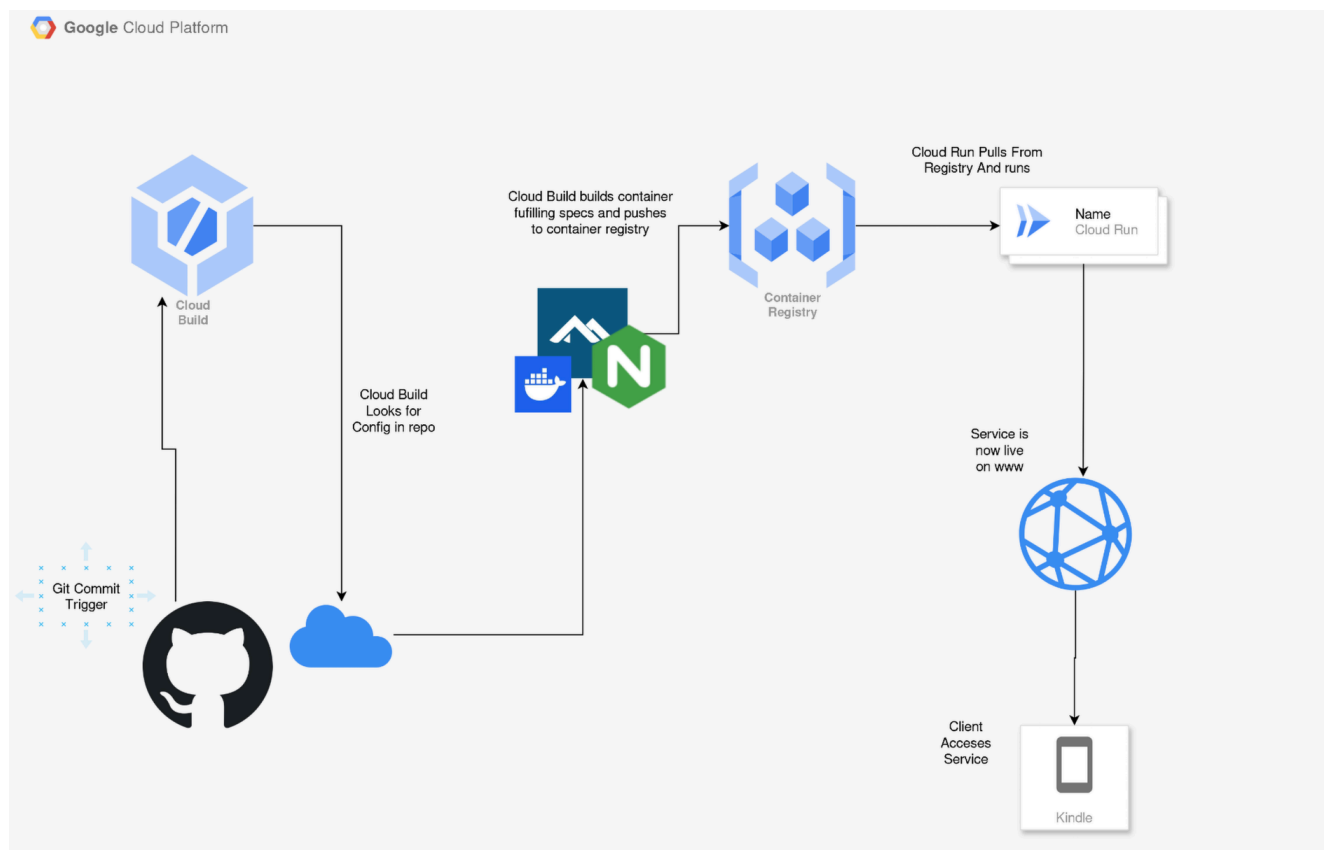 Google Cloud Platform
Cloud Run Pulls From
Registry And runs
Cloud Build builds container
fufilling specs and pushes
to container registry
Name
Cloud Run
Container
Registry
Cloud
Build
Cloud Build
Looks for
Config in repo
N
Service is
now live
on www
Git Commit
Trigger
Client
Acceses
Service
Kindle